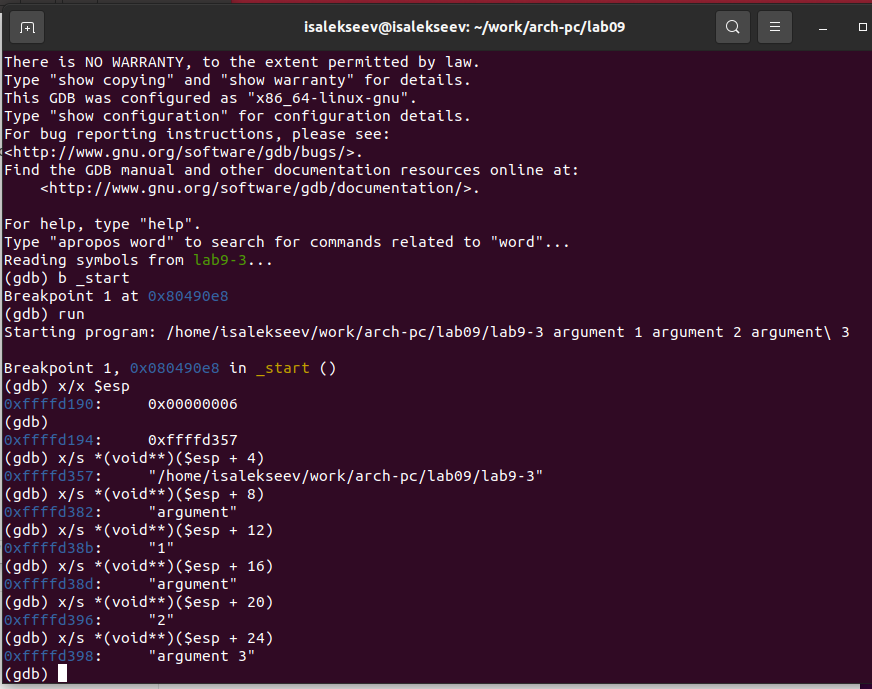 isalekseev@isalekseev: ~/work/arch-pc/lab09
There is NO WARRANTY, to the extent permitted by law.
Type "show copying" and "show warranty" for details.
This GDB was configured as "x86_64-linux-gnu".
Type "show configuration" for configuration details.
For bug reporting instructions, please see:
<http://www.gnu.org/software/gdb/bugs/>.
Find the GDB manual and other documentation resources online at:
    <http://www.gnu.org/software/gdb/documentation/>.

For help, type "help".
Type "apropos word" to search for commands related to "word"...
Reading symbols from lab9-3...
(gdb) b _start
Breakpoint 1 at 0x80490e8
(gdb) run
Starting program: /home/isalekseev/work/arch-pc/lab09/lab9-3 argument 1 argument 2 argument\ 3

Breakpoint 1, 0x080490e8 in _start ()
(gdb) x/x $esp
0xffffd190:     0x00000006
(gdb)
0xffffd194:     0xffffd357
(gdb) x/s *(void**)($esp + 4)
0xffffd357:     "/home/isalekseev/work/arch-pc/lab09/lab9-3"
(gdb) x/s *(void**)($esp + 8)
0xffffd382:     "argument"
(gdb) x/s *(void**)($esp + 12)
0xffffd38b:     "1"
(gdb) x/s *(void**)($esp + 16)
0xffffd38d:     "argument"
(gdb) x/s *(void**)($esp + 20)
0xffffd396:     "2"
(gdb) x/s *(void**)($esp + 24)
0xffffd398:     "argument 3"
(gdb)